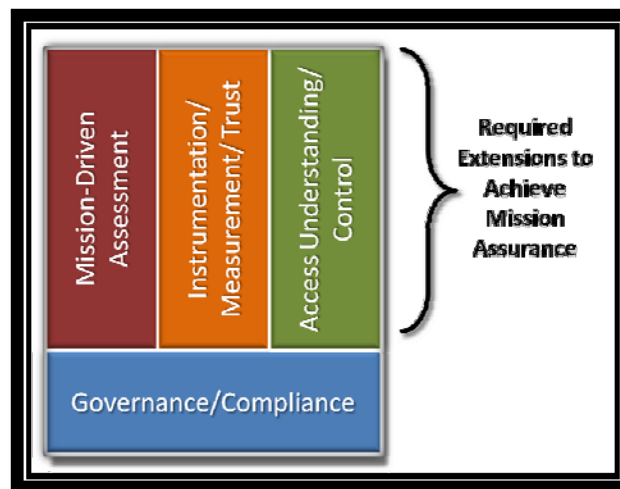 Mission-Driven
Assessment
Instrumentation/
Measurement/Trust
Access Understanding/
Control
Governance/Compliance
Required
Extensions to
Achieve
Mission
Assurance